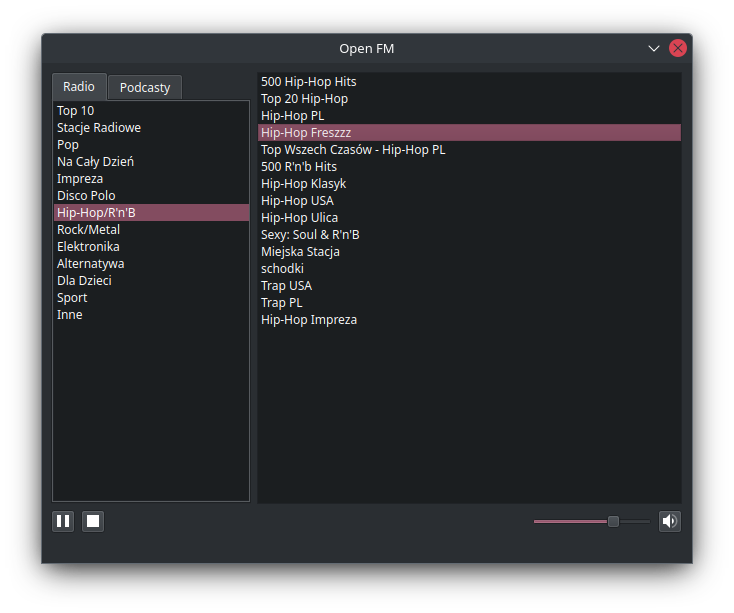 Open FM
Radio
Podcasty
Top 10
Stacje Radiowe
Pop
Na Cały Dzień
Impreza
Disco Polo
Hip-Hop/R'n'B
Rock/Metal
Elektronika
Alternatywa
Dla Dzieci
Sport
Inne
500 Hip-Hop Hits
Top 20 Hip-Hop
Hip-Hop PL
Hip-Hop Freszzz
Top Wszech Czasów - Hip-Hop PL
500 R'n'b Hits
Hip-Hop Klasyk
Hip-Hop USA
Hip-Hop Ulica
Sexy: Soul & R'n'B
Miejska Stacja
schodki
Trap USA
Trap PL
Hip-Hop Impreza